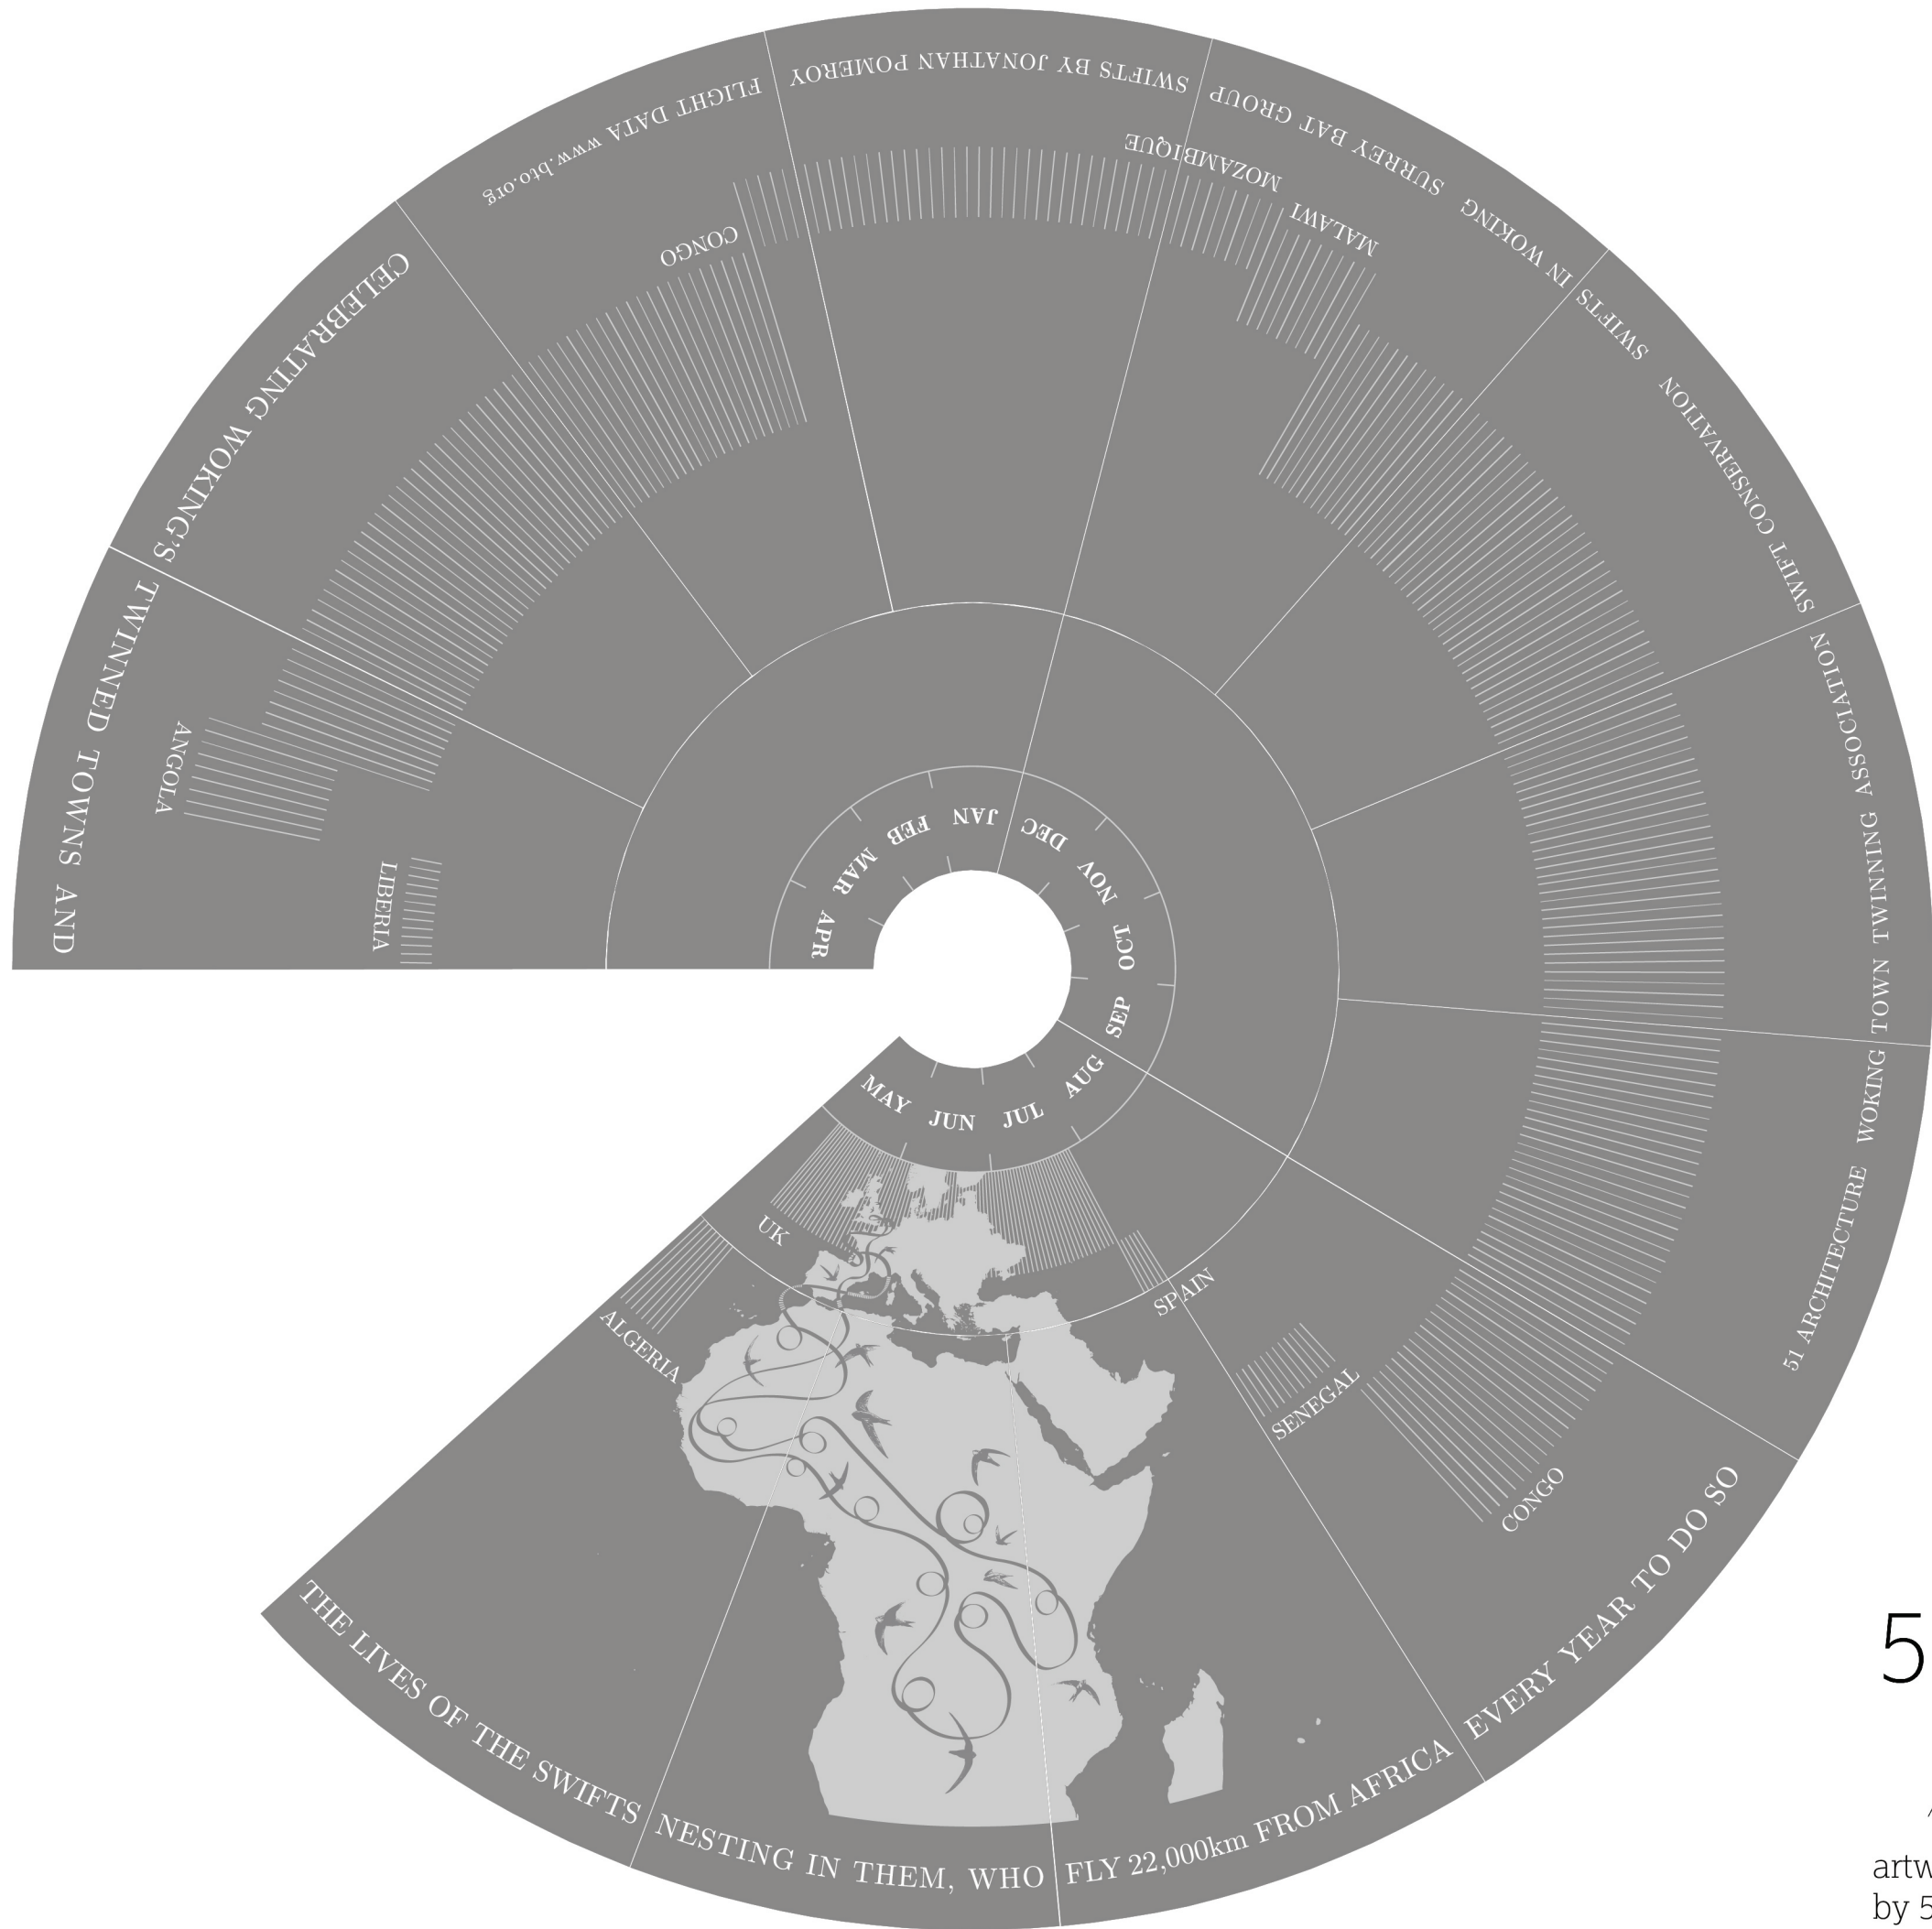 CELEBRATING WOKING'S
TWINNED TOWNS AND
THE LIVES OF THE SWIFTS
NESTING IN THEM, WHO
FLY 22,000km FROM AFRICA
EVERY YEAR TO DO SO
51 ARCHITECTURE
WOKING TOWN TWINNING ASSOCIATION
SWIFT CONSERVATION
SWIFTS IN WOKING
SURREY BAT GROUP
SWIFTS BY JONATHAN POMEROY
FLIGHT DATA www.bto.org
JAN
FEB
MAR
APR
MAY
JUN
JUL
AUG
SEP
OCT
NOV
DEC
CONGO
ANGOLA
LIBERIA
ALGERIA
UK
SPAIN
SENEGAL
CONGO
MALAWI
MOZAMBIQUE
5
artw
by 5